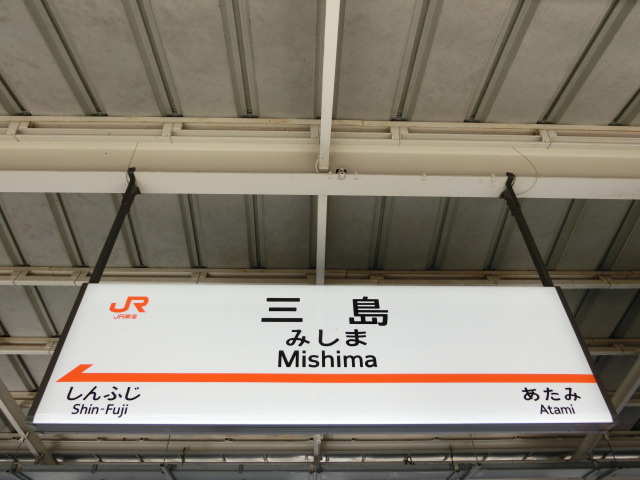 JR
JR東海
三島
みしま
Mishima
しんふじ
Shin-Fuji
あたみ
Atami